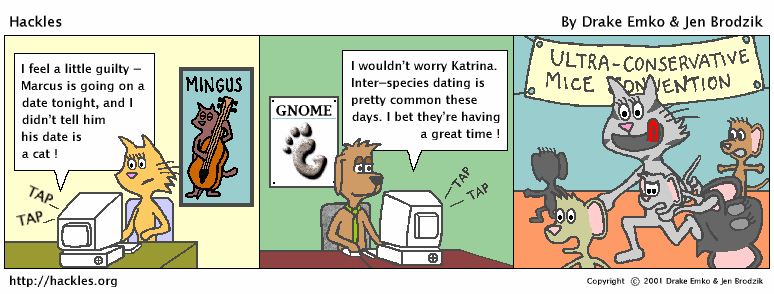 Hackles
By Drake Emko & Jen Brodzik
I feel a little guilty —
Marcus is going on a
date tonight, and I
didn't tell him
his date is
a cat !
MINGUS
TAP
TAP
I wouldn't worry Katrina.
Inter-species dating is
pretty common these
days. I bet they're having
a great time !
GNOME
TAP
TAP
ULTRA-CONSERVATIVE
MICE CONVENTION
http://hackles.org
Copyright © 2001 Drake Emko & Jen Brodzik